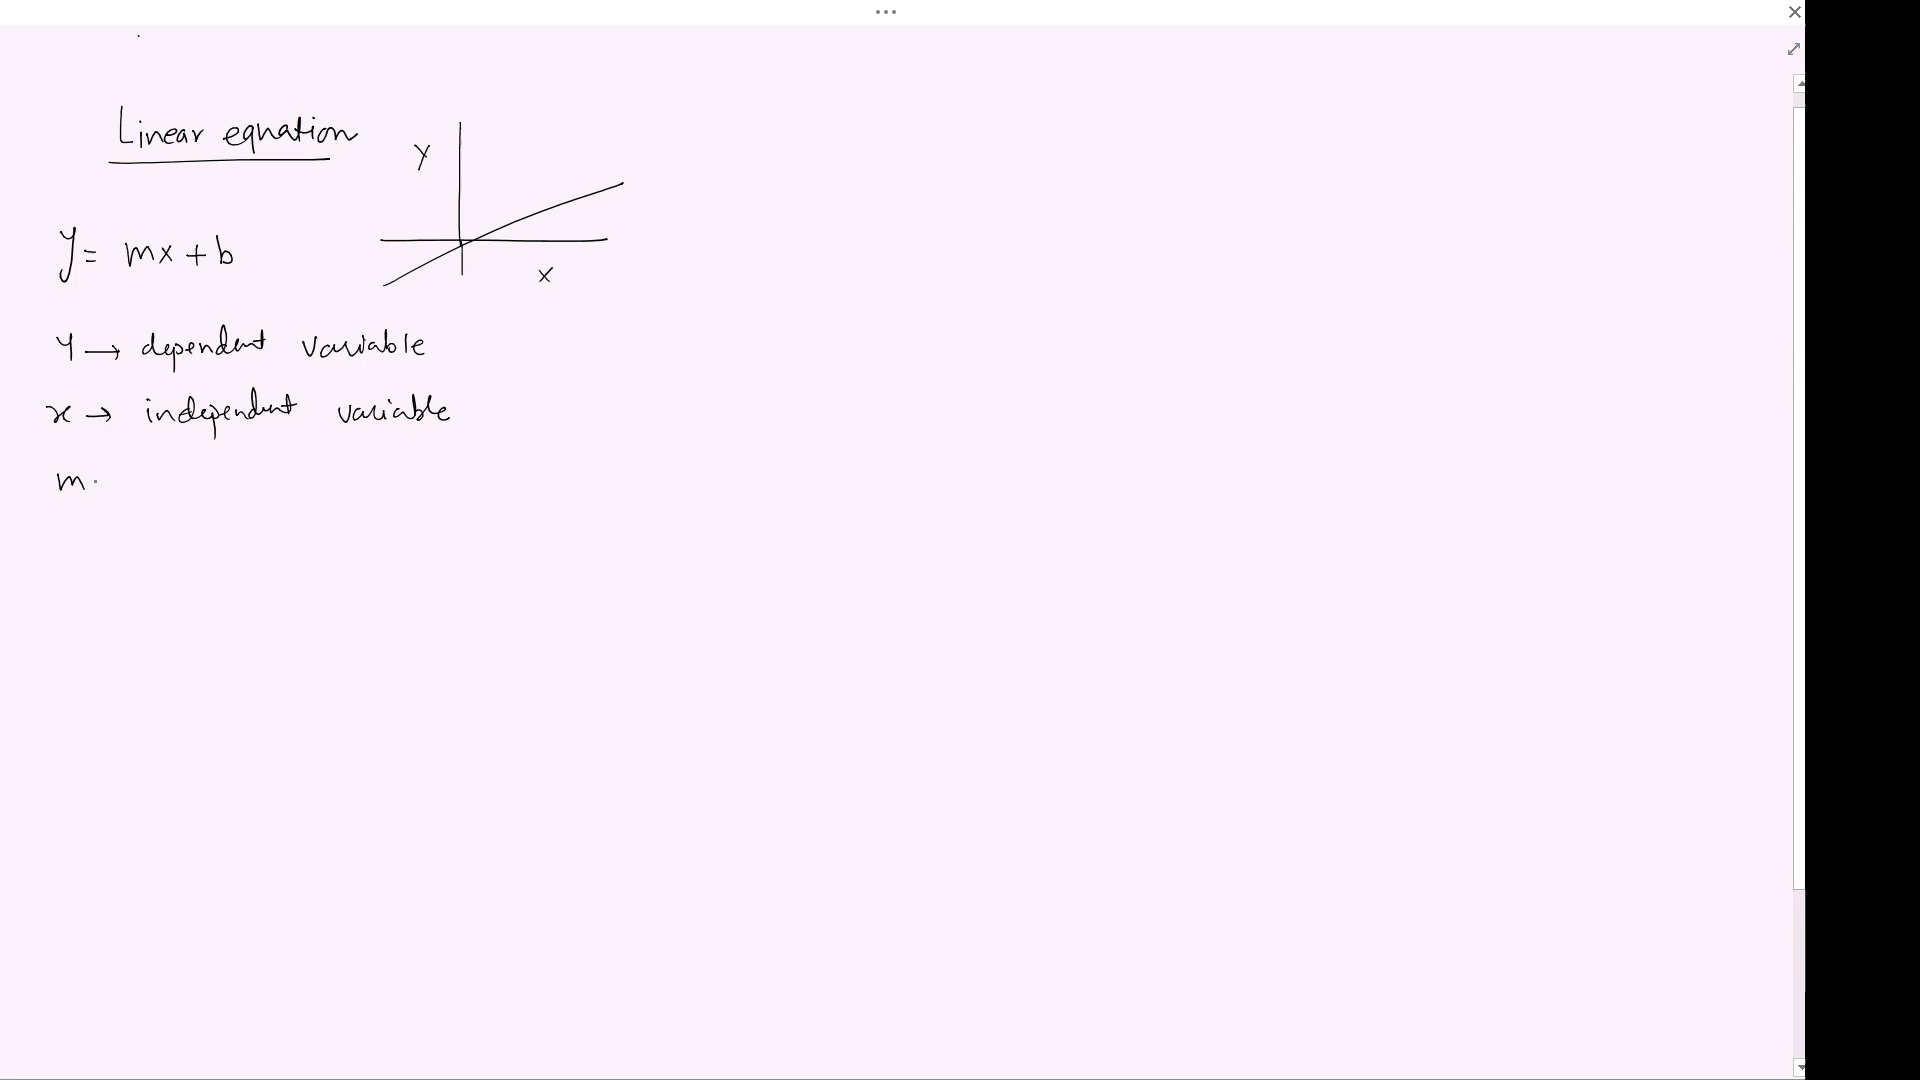 Linear equation
Y
y = mx + b
x
y → dependent variable
x → independent variable
m